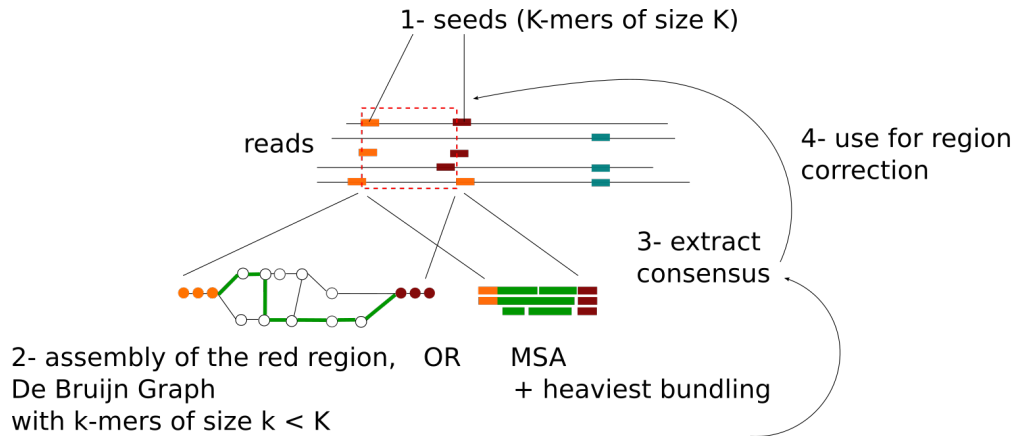 1- seeds (K-mers of size K)
reads
4- use for region
correction
3- extract
consensus
2- assembly of the red region, OR MSA
De Bruijn Graph + heaviest bundling
with k-mers of size k < K